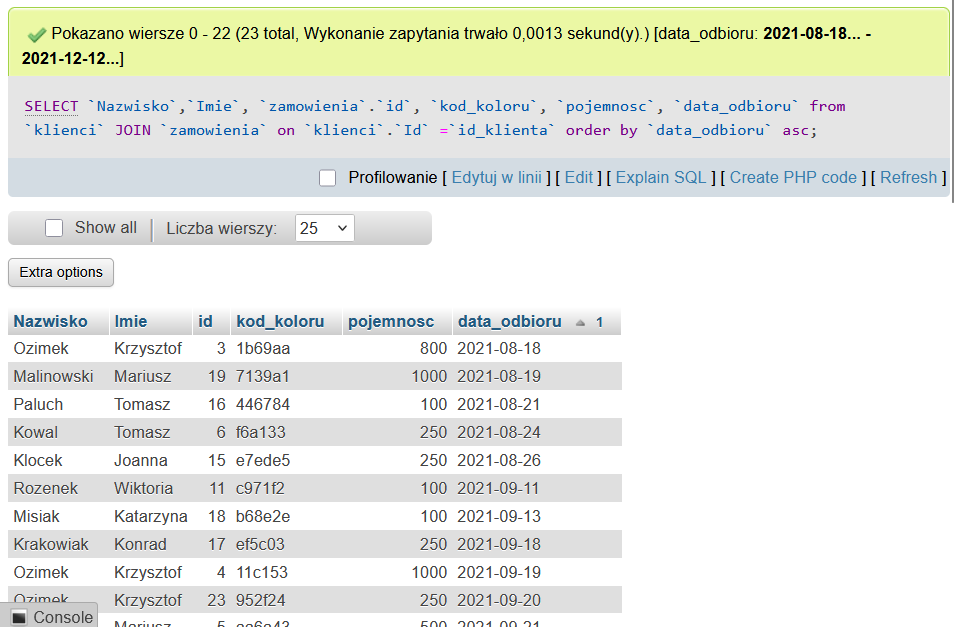 Pokazano wiersze 0 - 22 (23 total, Wykonanie zapytania trwało 0,0013 sekund(y).) [data_odbioru: 2021-08-18... -
2021-12-12...]
SELECT `Nazwisko`,`Imie`, `zamowienia`.`id`, `kod_koloru`, `pojemnosc`, `data_odbioru` from
`klienci` JOIN `zamowienia` on `klienci`.`Id` =`id_klienta` order by `data_odbioru` asc;
Profilowanie [ Edytuj w linii ] [ Edit ] [ Explain SQL ] [ Create PHP code ] [ Refresh ]
Show all | Liczba wierszy: 25
Extra options
Nazwisko Imie id kod_koloru pojemnosc data_odbioru 1
Ozimek Krzysztof 3 1b69aa 800 2021-08-18
Malinowski Mariusz 19 7139a1 1000 2021-08-19
Paluch Tomasz 16 446784 100 2021-08-21
Kowal Tomasz 6 f6a133 250 2021-08-24
Klocek Joanna 15 e7ede5 250 2021-08-26
Rozenek Wiktoria 11 c971f2 100 2021-09-11
Misiak Katarzyna 18 b68e2e 100 2021-09-13
Krakowiak Konrad 17 ef5c03 250 2021-09-18
Ozimek Krzysztof 4 11c153 1000 2021-09-19
Ozimek Krzysztof 23 952f24 250 2021-09-20
Console Mariusz 5 500 2021-09-21